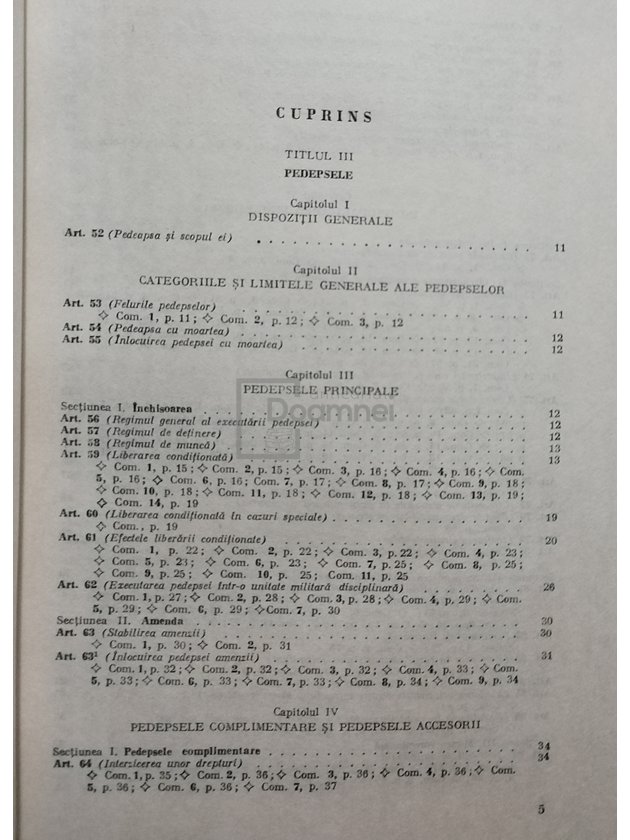 CUPRINS
TITLUL III
PEDEPSELE
Capitolul I
DISPOZIȚII GENERALE
Art. 52 (Pedeapsa și scopul ei) . . . . . . . . . . . . . . . . . . . . 11
Capitolul II
CATEGORIILE ȘI LIMITELE GENERALE ALE PEDEPSELOR
Art. 53 (Felurile pedepselor) . . . . . . . . . . . . . . . . . . . . 11
✧ Com. 1, p. 11; ✧ Com. 2, p. 12; ✧ Com. 3, p. 12
Art. 54 (Pedeapsa cu moartea) . . . . . . . . . . . . . . . . . . . . 12
Art. 55 (Înlocuirea pedepsei cu moartea) . . . . . . . . . . . . . . . . 12
Capitolul III
PEDEPSELE PRINCIPALE
Secțiunea I. Închisoarea . . . . . . . . . . . . . . . . . . . . 12
Art. 56 (Regimul general al executării pedepsei) . . . . . . . . . . . . 12
Art. 57 (Regimul de deținere) . . . . . . . . . . . . . . . . . . . . 12
Art. 58 (Regimul de muncă) . . . . . . . . . . . . . . . . . . . . 13
Art. 59 (Liberarea condiționată) . . . . . . . . . . . . . . . . . . . . 13
✧ Com. 1, p. 15; ✧ Com. 2, p. 15; ✧ Com. 3, p. 16; ✧ Com. 4, p. 16; ✧ Com.
5, p. 16; ✧ Com. 6, p. 16; Com. 7, p. 17; ✧ Com. 8, p. 17; ✧ Com. 9, p. 18;
✧ Com. 10, p. 18; ✧ Com. 11, p. 18; ✧ Com. 12, p. 18; ✧ Com. 13, p. 19;
✧ Com. 14, p. 19
Art. 60 (Liberarea condiționată în cazuri speciale) . . . . . . . . . . . . 19
✧ Com., p. 19
Art. 61 (Efectele liberării condiționate) . . . . . . . . . . . . . . . . 20
✧ Com. 1, p. 22; ✧ Com. 2, p. 22; ✧ Com. 3, p. 22; ✧ Com. 4, p. 23;
✧ Com. 5, p. 23; ✧ Com. 6, p. 23; ✧ Com. 7, p. 25; ✧ Com. 8, p. 25;
✧ Com. 9, p. 25; ✧ Com. 10, p. 25; Com. 11, p. 25
Art. 62 (Executarea pedepsei într-o unitate militară disciplinară) . . . . . . 26
✧ Com. 1, p. 27; ✧ Com. 2, p. 28; ✧ Com. 3, p. 28; ✧ Com. 4, p. 29; ✧ Com.
5, p. 29; ✧ Com. 6, p. 29; ✧ Com. 7, p. 30
Secțiunea II. Amenda . . . . . . . . . . . . . . . . . . . . 30
Art. 63 (Stabilirea amenzii) . . . . . . . . . . . . . . . . . . . . 30
✧ Com. 1, p. 30; ✧ Com. 2, p. 31
Art. 63¹ (Înlocuirea pedepsei amenzii) . . . . . . . . . . . . . . . . 31
✧ Com. 1, p. 32; ✧ Com. 2, p. 32; ✧ Com. 3, p. 32; ✧ Com. 4, p. 33; ✧ Com.
5, p. 33; ✧ Com. 6, p. 33; ✧ Com. 7, p. 33; ✧ Com. 8, p. 34; ✧ Com. 9, p. 34
Capitolul IV
PEDEPSELE COMPLIMENTARE ȘI PEDEPSELE ACCESORII
Secțiunea I. Pedepsele complimentare . . . . . . . . . . . . . . . . 34
Art. 64 (Interzicerea unor drepturi) . . . . . . . . . . . . . . . . . . 34
✧ Com. 1, p. 35; ✧ Com. 2, p. 36; ✧ Com. 3, p. 36; ✧ Com. 4, p. 36; ✧ Com.
5, p. 36; ✧ Com. 6, p. 36; ✧ Com. 7, p. 37
5